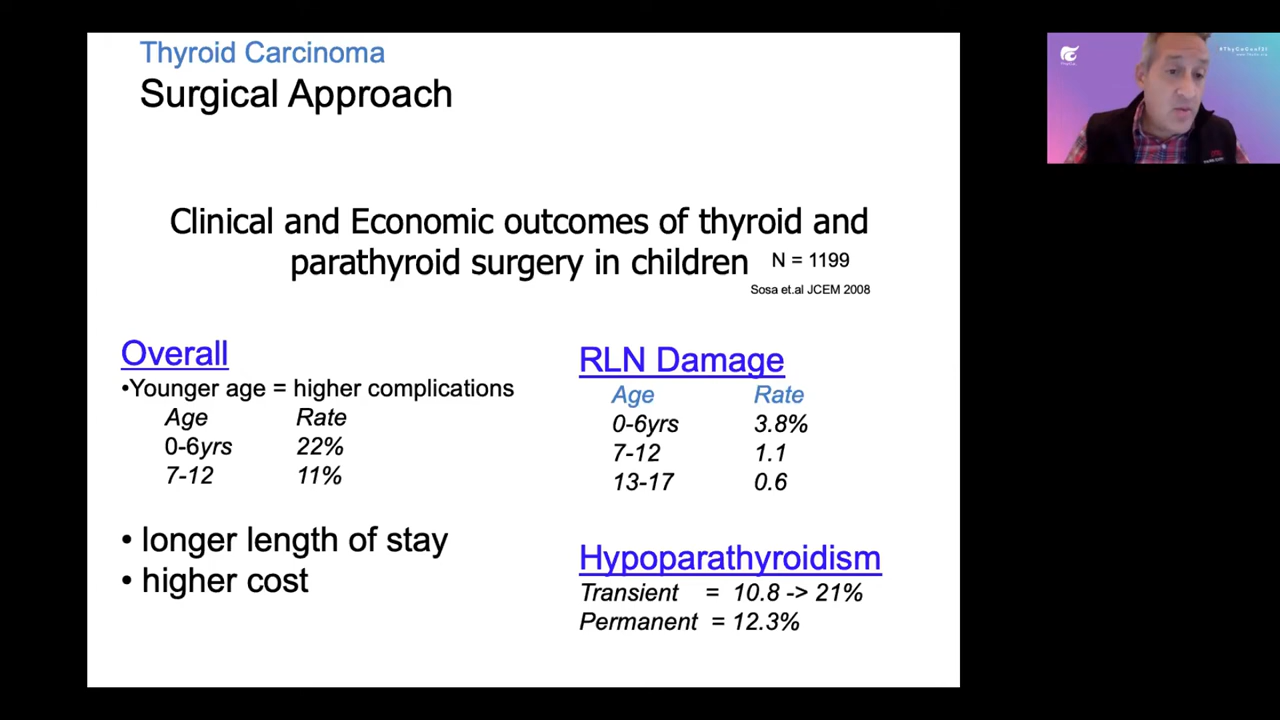 Thyroid Carcinoma
Surgical Approach
Clinical and Economic outcomes of thyroid and
parathyroid surgery in children N = 1199
Sosa et.al JCEM 2008
Overall
•Younger age = higher complications
Age Rate
0-6yrs 22%
7-12 11%
• longer length of stay
• higher cost
RLN Damage
Age Rate
0-6yrs 3.8%
7-12 1.1
13-17 0.6
Hypoparathyroidism
Transient = 10.8 -> 21%
Permanent = 12.3%